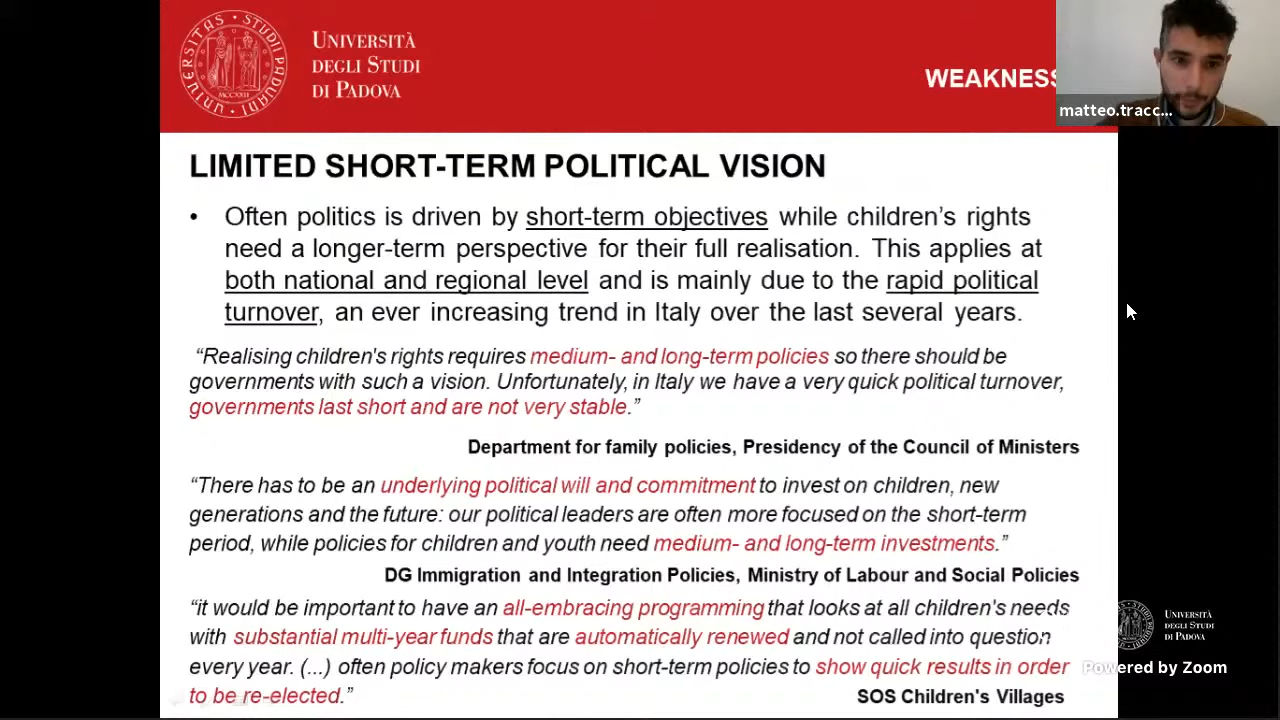 UNIVERSITÀ
DEGLI STUDI
DI PADOVA
WEAKNESS
matteo.tracc...
LIMITED SHORT-TERM POLITICAL VISION
• Often politics is driven by short-term objectives while children’s rights
need a longer-term perspective for their full realisation. This applies at
both national and regional level and is mainly due to the rapid political
turnover, an ever increasing trend in Italy over the last several years.
“Realising children's rights requires medium- and long-term policies so there should be
governments with such a vision. Unfortunately, in Italy we have a very quick political turnover,
governments last short and are not very stable.”
Department for family policies, Presidency of the Council of Ministers
“There has to be an underlying political will and commitment to invest on children, new
generations and the future: our political leaders are often more focused on the short-term
period, while policies for children and youth need medium- and long-term investments.”
DG Immigration and Integration Policies, Ministry of Labour and Social Policies
“it would be important to have an all-embracing programming that looks at all children's needs
with substantial multi-year funds that are automatically renewed and not called into question
every year. (...) often policy makers focus on short-term policies to show quick results in order
to be re-elected.”
SOS Children's Villages
UNIVERSITÀ
DEGLI STUDI
DI PADOVA
Powered by Zoom